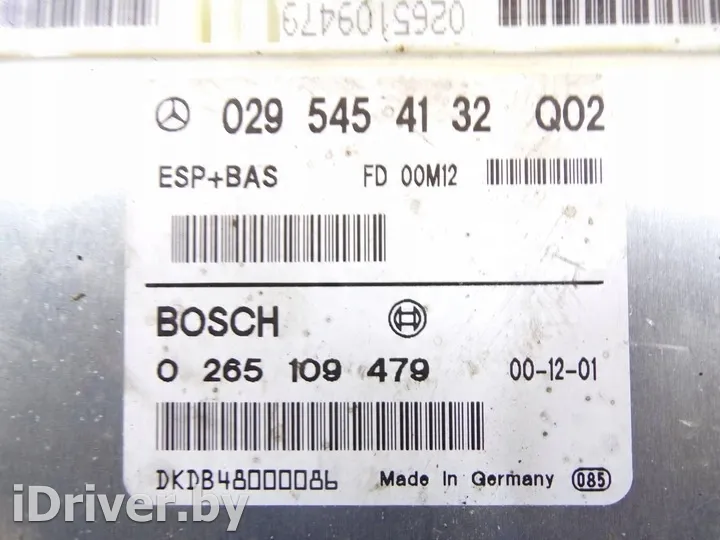 0265109479
029 545 41 32 Q02
ESP+BAS FD 00M12
BOSCH
0 265 109 479 00-12-01
DKDB48000086 Made In Germany 085
iDriver.by